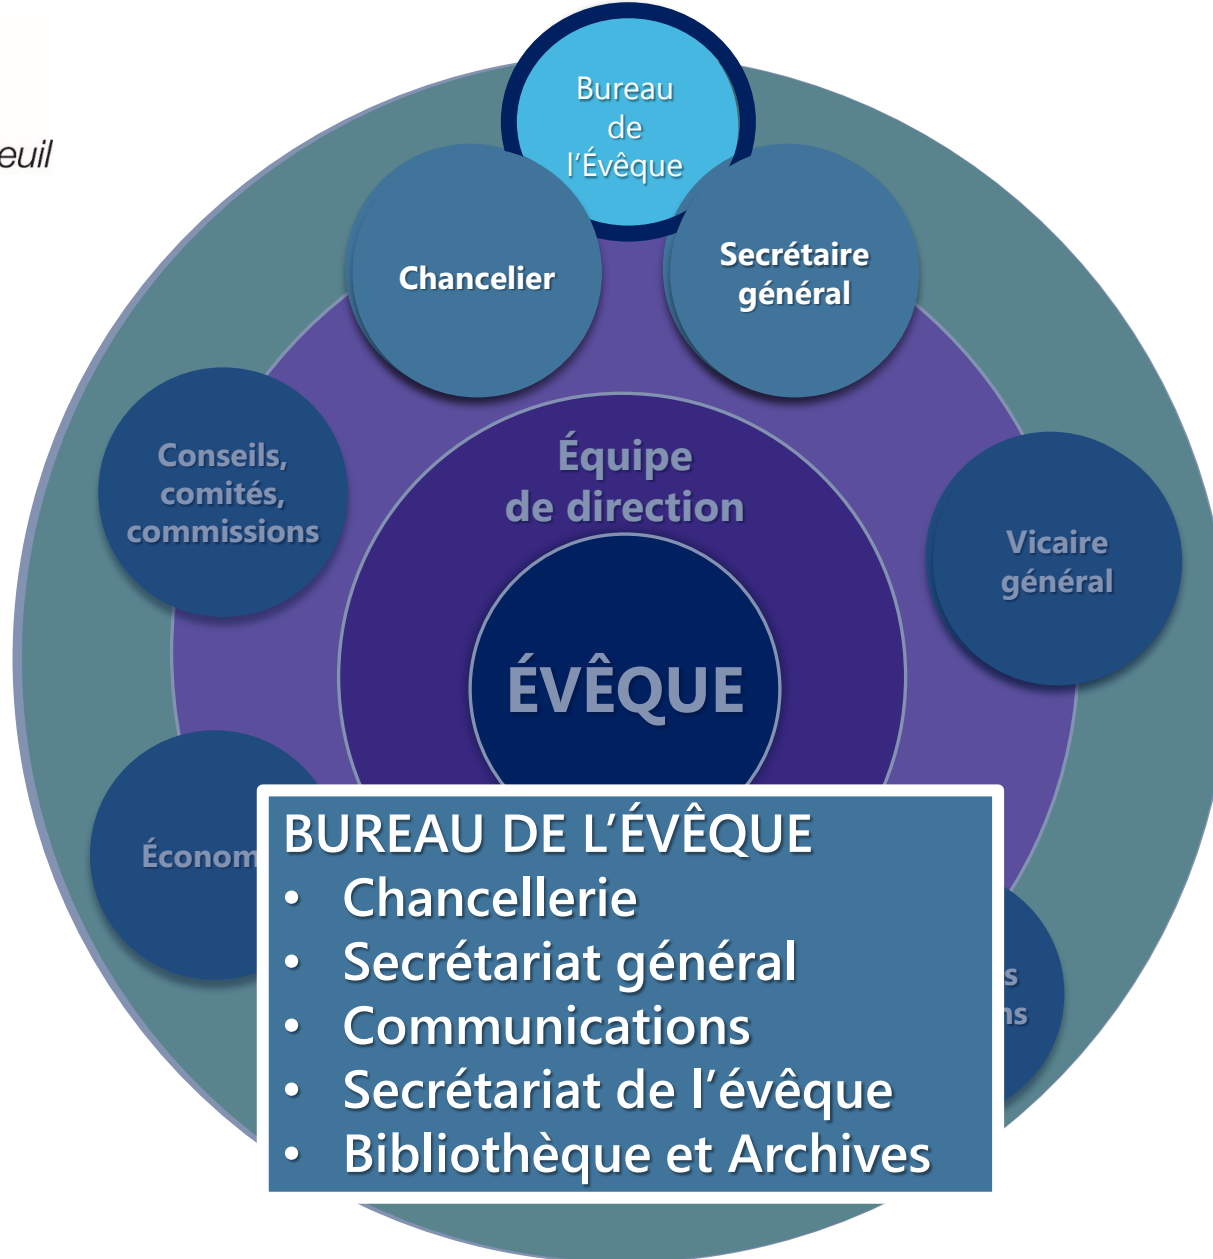 Bureau
de
l'Évêque
Chancelier
Secrétaire
général
Conseils,
comités,
commissions
Équipe
de direction
Vicaire
général
ÉVÊQUE
BUREAU DE L'ÉVÊQUE
• Chancellerie
• Secrétariat général
• Communications
• Secrétariat de l'évêque
• Bibliothèque et Archives